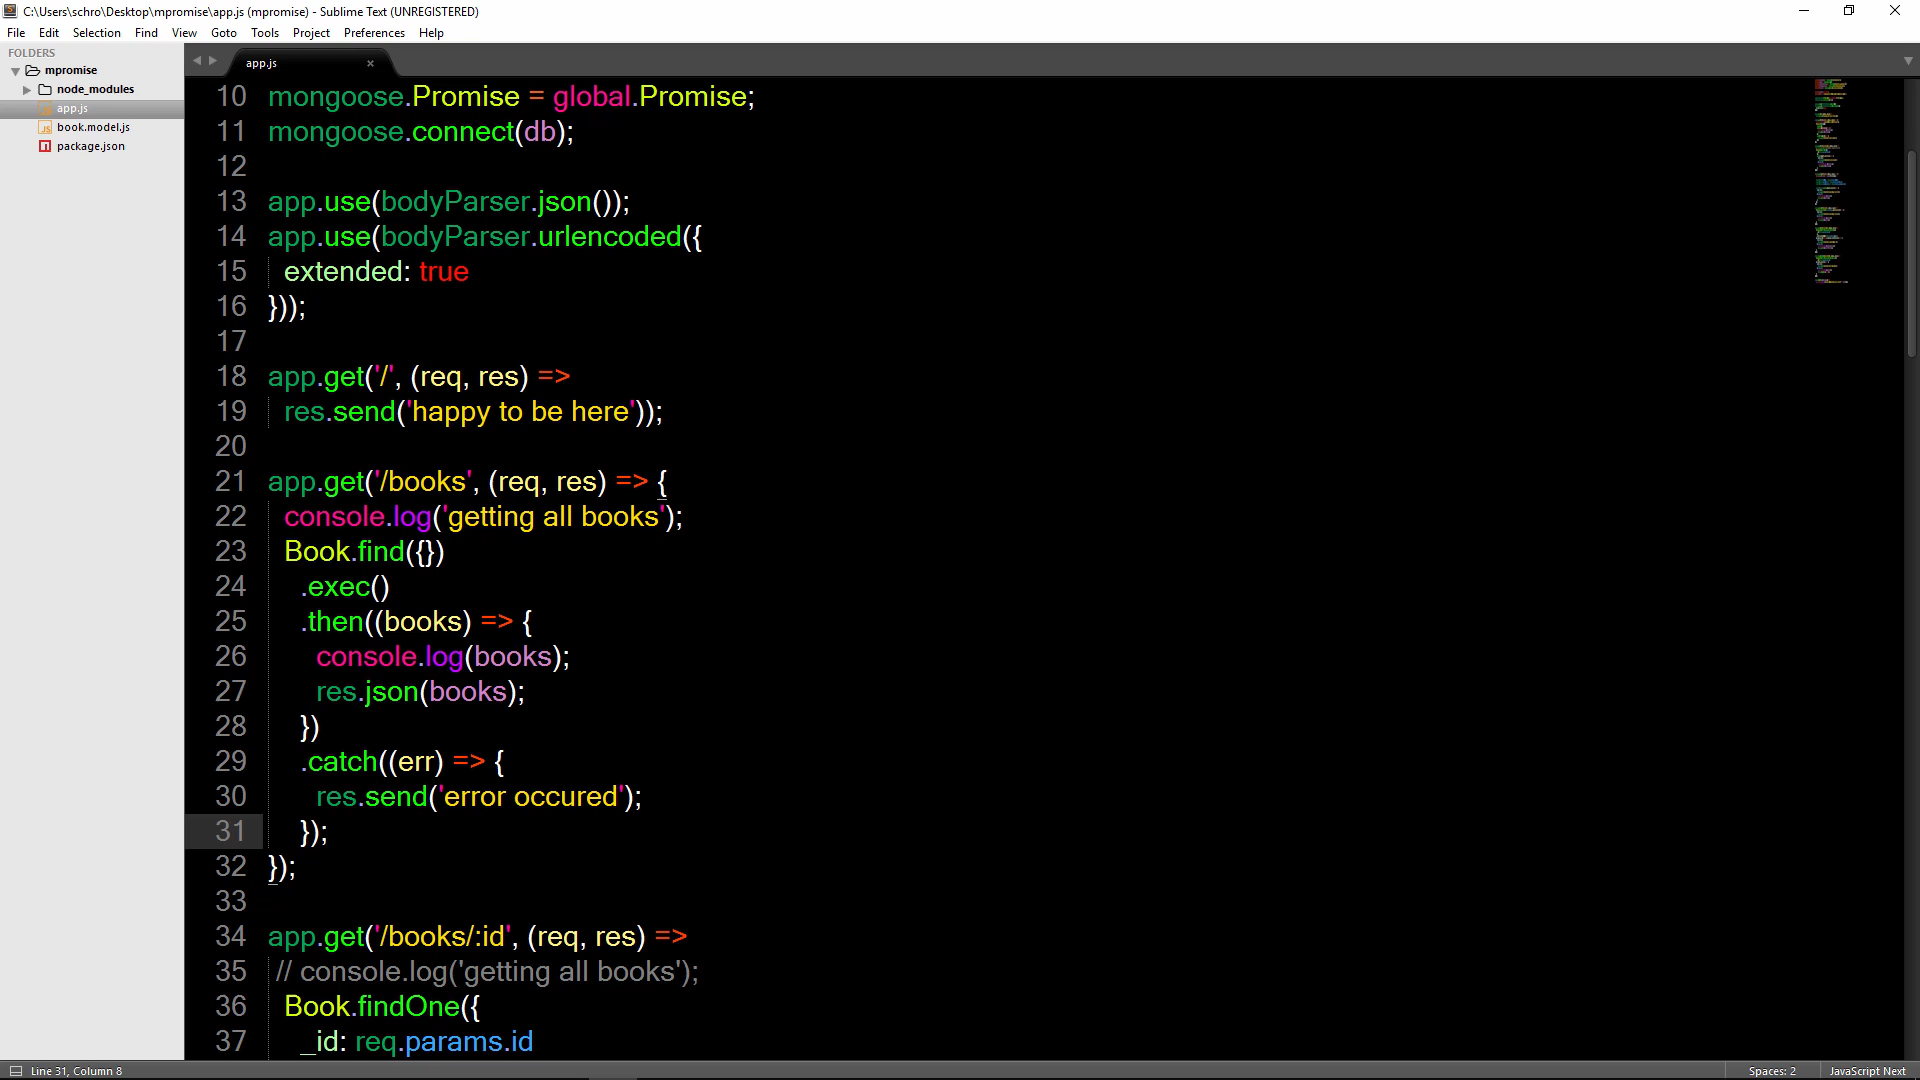 C:\Users\schro\Desktop\mpromise\app.js (mpromise) - Sublime Text (UNREGISTERED)
File Edit Selection Find View Goto Tools Project Preferences Help
FOLDERS
mpromise
node_modules
app.js
book.model.js
package.json
app.js
10 mongoose.Promise = global.Promise;
11 mongoose.connect(db);
12
13 app.use(bodyParser.json());
14 app.use(bodyParser.urlencoded({
15 extended: true
16 }));
17
18 app.get('/', (req, res) =>
19 res.send('happy to be here'));
20
21 app.get('/books', (req, res) => {
22 console.log('getting all books');
23 Book.find({})
24 .exec()
25 .then((books) => {
26 console.log(books);
27 res.json(books);
28 })
29 .catch((err) => {
30 res.send('error occured');
31 });
32 });
33
34 app.get('/books/:id', (req, res) =>
35 // console.log('getting all books');
36 Book.findOne({
37 _id: req.params.id
Line 31, Column 8
Spaces: 2
JavaScript Next